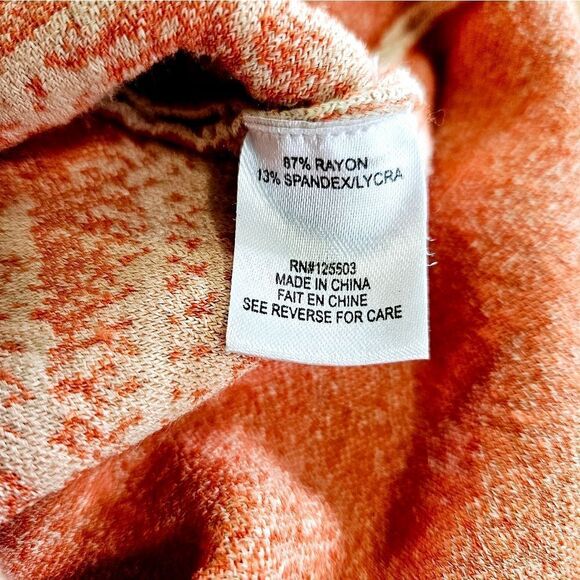 87% RAYON
13% SPANDEX/LYCRA
RN#125503
MADE IN CHINA
FAIT EN CHINE
SEE REVERSE FOR CARE